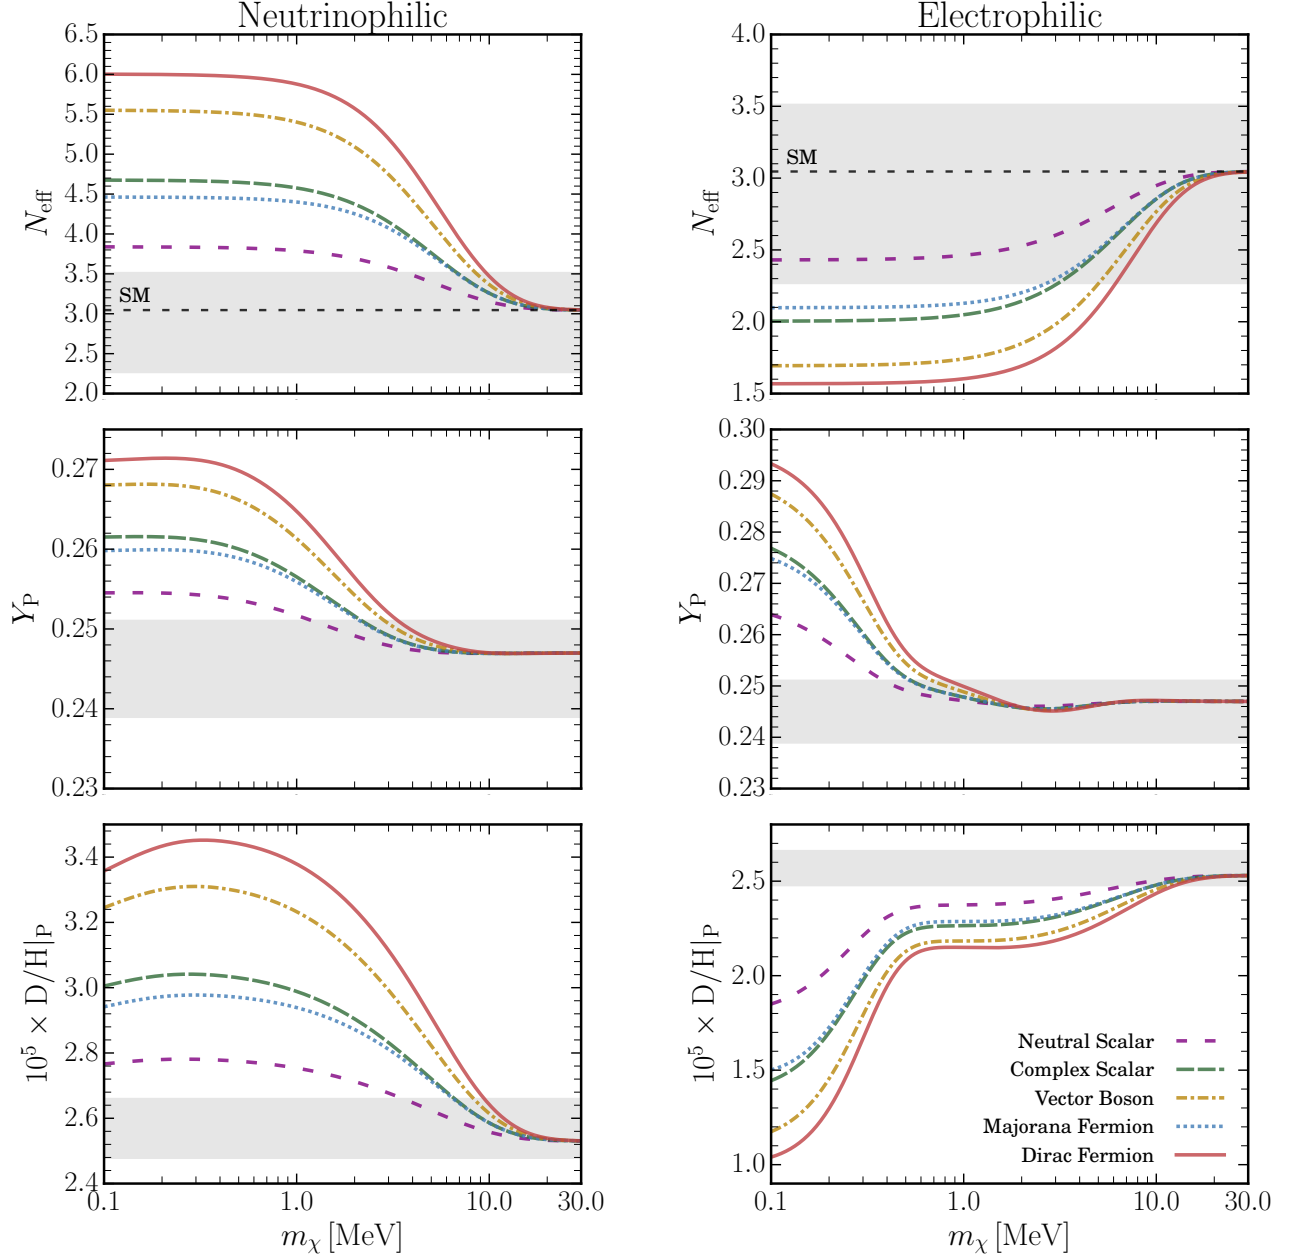 Neutrinophilic
6.5
6.0
5.5
5.0
4.5
4.0
3.5
3.0
2.5
2.0
N_eff
SM
Electrophilic
4.0
3.5
3.0
2.5
2.0
1.5
N_eff
SM
0.27
0.26
0.25
0.24
0.23
Y_P
0.30
0.29
0.28
0.27
0.26
0.25
0.24
0.23
Y_P
3.4
3.2
3.0
2.8
2.6
2.4
10^5 × D/H|_P
0.1 1.0 10.0 30.0
m_χ [MeV]
2.5
2.0
1.5
1.0
10^5 × D/H|_P
Neutral Scalar
Complex Scalar
Vector Boson
Majorana Fermion
Dirac Fermion
0.1 1.0 10.0 30.0
m_χ [MeV]